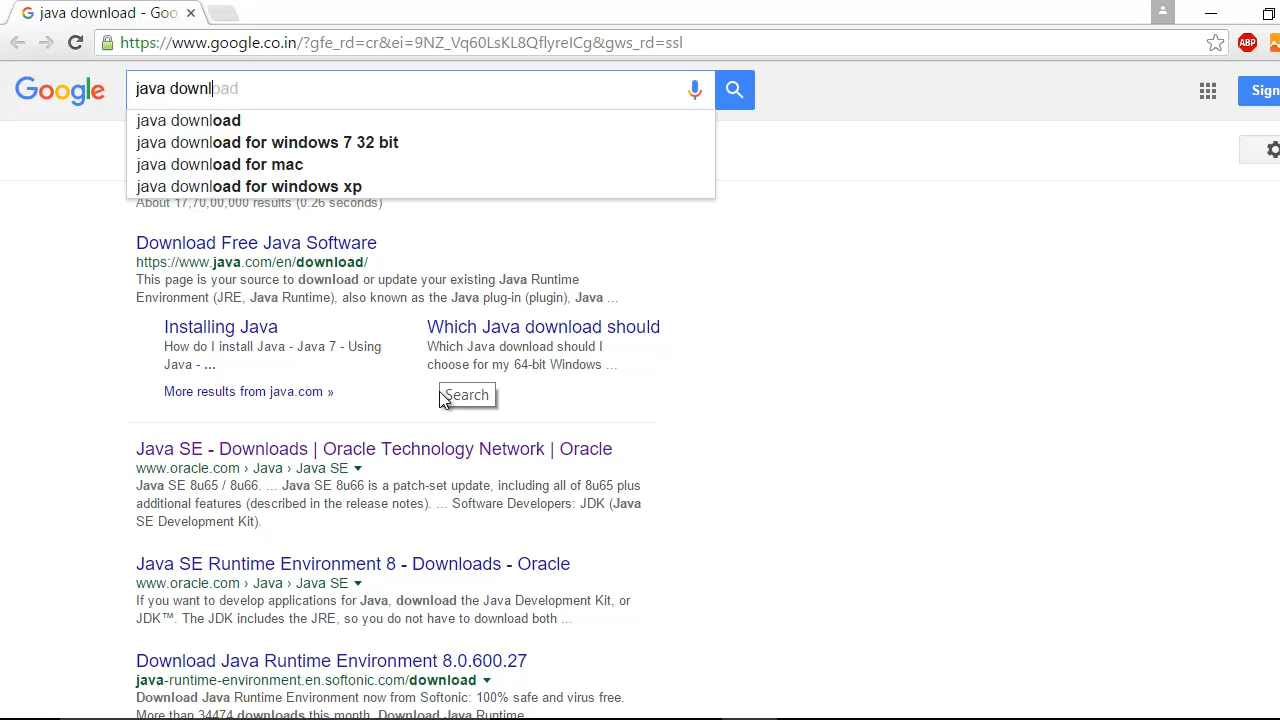 java download - Goo
https://www.google.co.in/?gfe_rd=cr&ei=9NZ_Vq60LsKL8QflyreICg&gws_rd=ssl
ABP
Google
java download
Sign
java download
java download for windows 7 32 bit
java download for mac
java download for windows xp
About 17,70,00,000 results (0.26 seconds)
Download Free Java Software
https://www.java.com/en/download/
This page is your source to download or update your existing Java Runtime
Environment (JRE, Java Runtime), also known as the Java plug-in (plugin), Java ...
Installing Java
How do I install Java - Java 7 - Using
Java - ...
Which Java download should
Which Java download should I
choose for my 64-bit Windows ...
More results from java.com »
Search
Java SE - Downloads | Oracle Technology Network | Oracle
www.oracle.com › Java › Java SE
Java SE 8u65 / 8u66. ... Java SE 8u66 is a patch-set update, including all of 8u65 plus
additional features (described in the release notes). ... Software Developers: JDK (Java
SE Development Kit).
Java SE Runtime Environment 8 - Downloads - Oracle
www.oracle.com › Java › Java SE
If you want to develop applications for Java, download the Java Development Kit, or
JDK™. The JDK includes the JRE, so you do not have to download both ...
Download Java Runtime Environment 8.0.600.27
java-runtime-environment.en.softonic.com/download
Download Java Runtime Environment now from Softonic: 100% safe and virus free.
More than 34474 downloads this month. Download Java Runtime